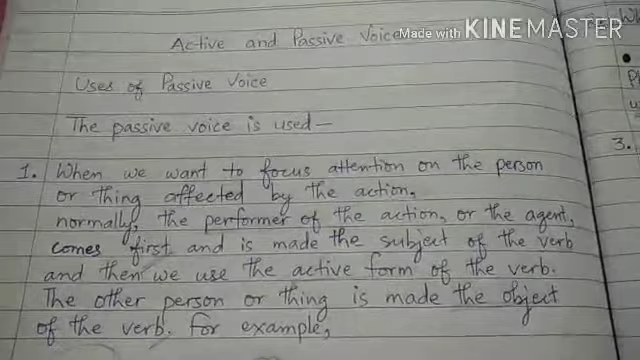 Active and Passive Voice
Made with KINEMASTER
Uses of Passive Voice
The passive voice is used—
1. When we want to focus attention on the person
or thing affected by the action,
normally, the performer of the action, or the agent,
comes first and is made the subject of the verb
and then we use the active form of the verb.
The other person or thing is made the object
of the verb. For example,
3.